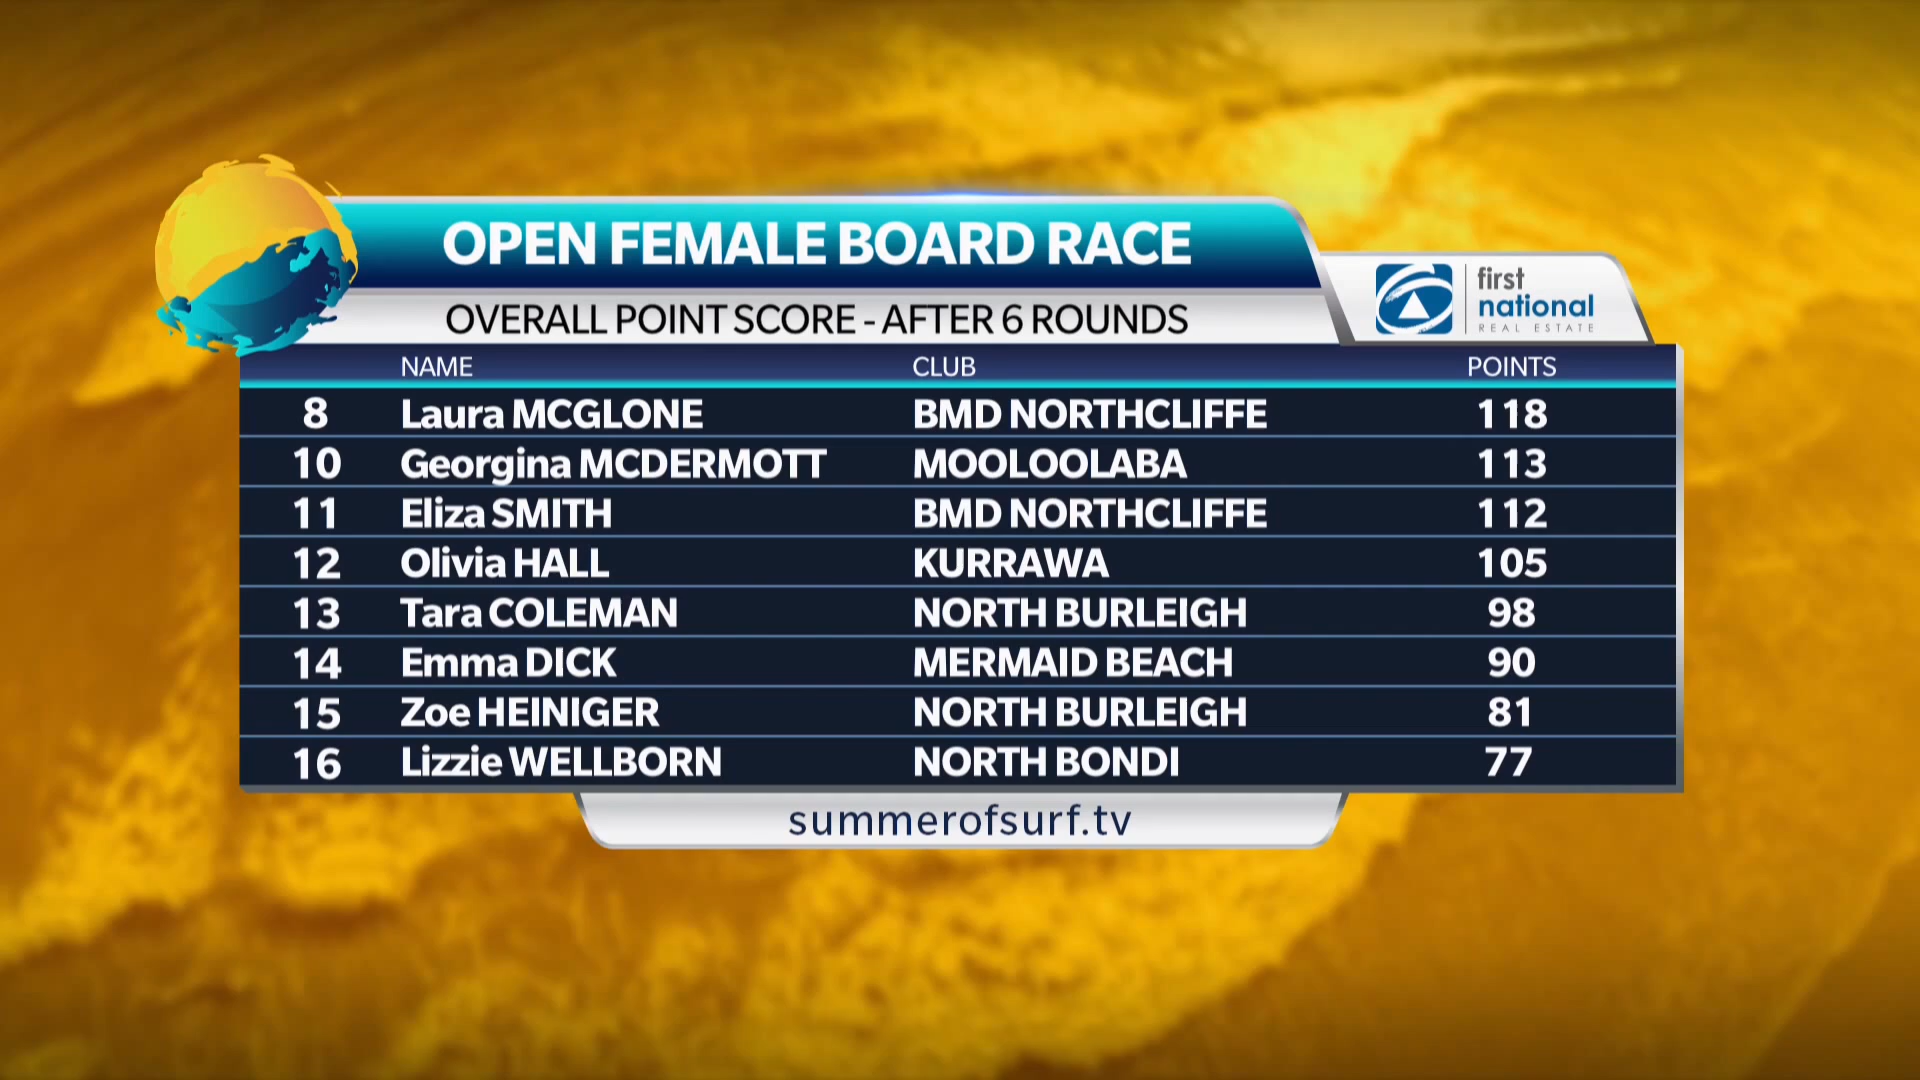 OPEN FEMALE BOARD RACE
OVERALL POINT SCORE - AFTER 6 ROUNDS
first
national
REAL ESTATE
NAME CLUB POINTS
8 Laura MCGLONE BMD NORTHCLIFFE 118
10 Georgina MCDERMOTT MOOLOOLABA 113
11 Eliza SMITH BMD NORTHCLIFFE 112
12 Olivia HALL KURRAWA 105
13 Tara COLEMAN NORTH BURLEIGH 98
14 Emma DICK MERMAID BEACH 90
15 Zoe HEINIGER NORTH BURLEIGH 81
16 Lizzie WELLBORN NORTH BONDI 77
summerofsurf.tv